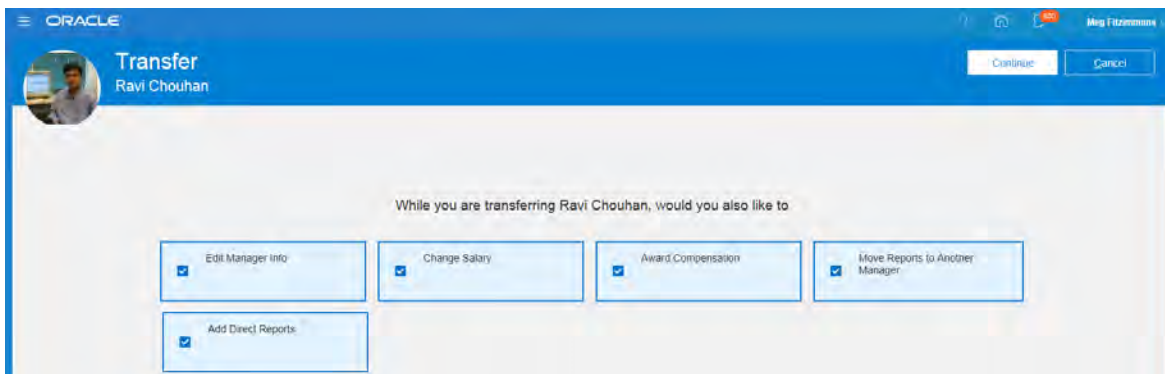 ORACLE
Meg Fitzimmons
Transfer
Ravi Chouhan
Continue
Cancel
While you are transferring Ravi Chouhan, would you also like to
Edit Manager Info
Change Salary
Award Compensation
Move Reports to Another
Manager
Add Direct Reports